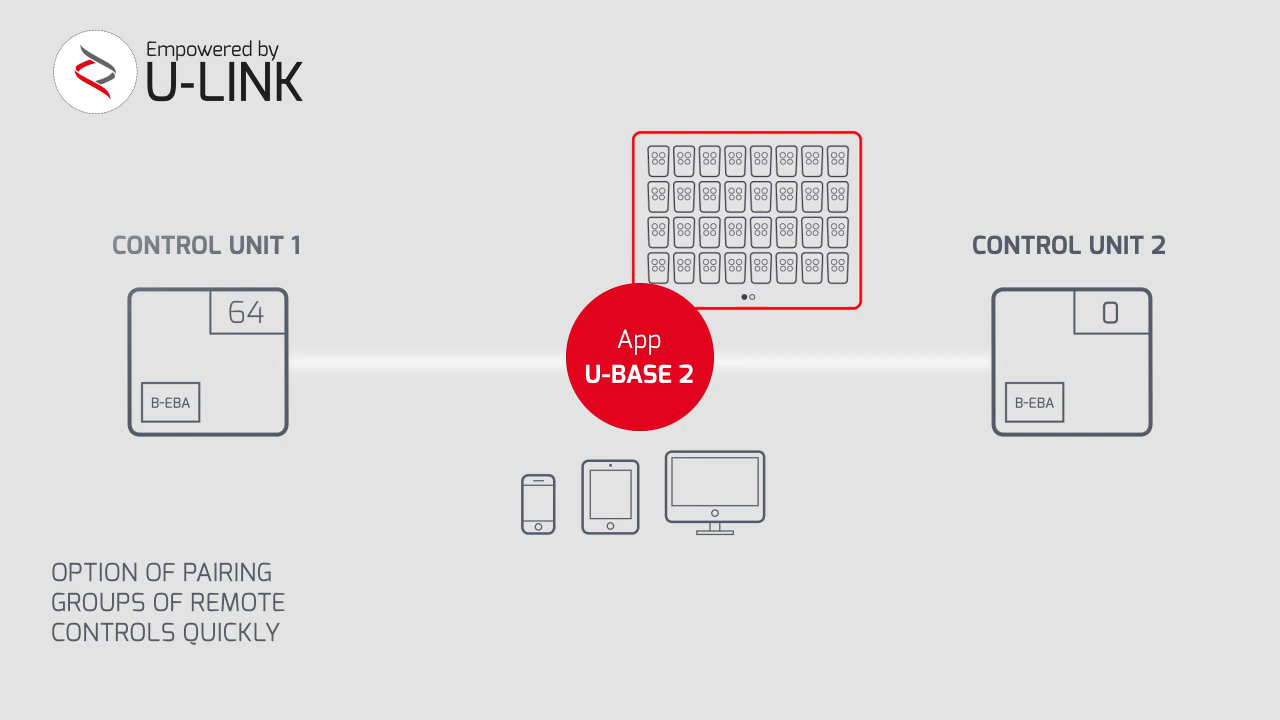 Empowered by
U-LINK
CONTROL UNIT 1
CONTROL UNIT 2
64
0
App
U-BASE 2
B-EBA
B-EBA
OPTION OF PAIRING
GROUPS OF REMOTE
CONTROLS QUICKLY